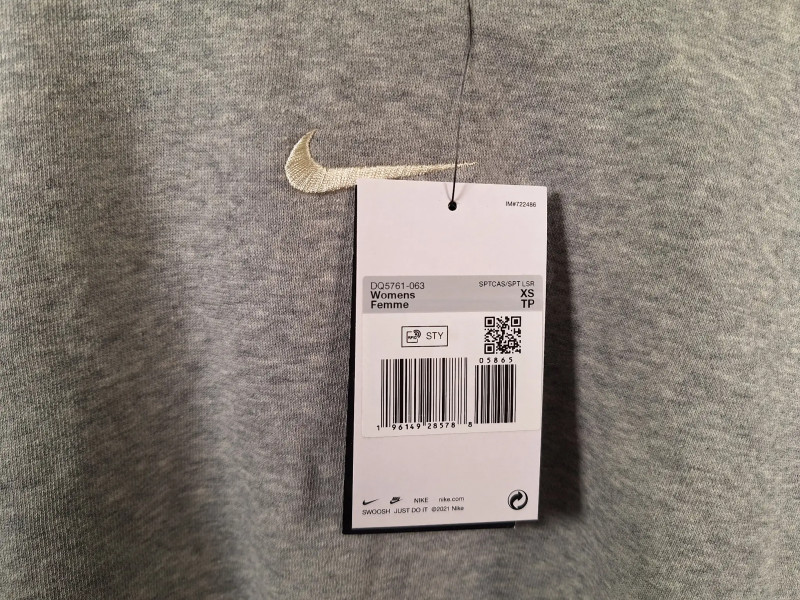 IM#722486
DQ5761-063 SPTCAS/SPT LSR
Womens XS
Femme TP
RFID STY
05865
1 96149 28578 8
NIKE nike.com
SWOOSH JUST DO IT ©2021 Nike